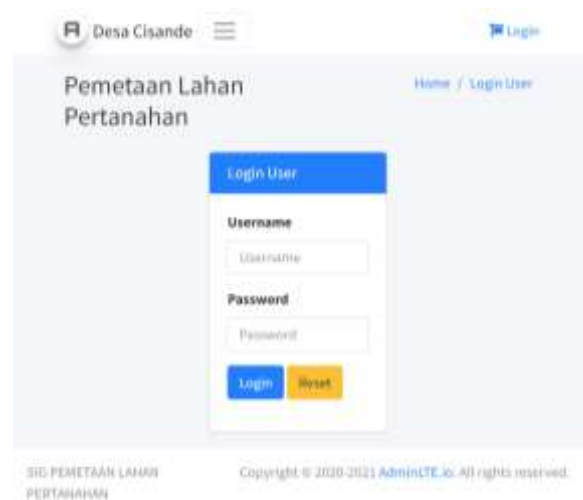 Desa Cisande
Login
Pemetaan Lahan
Pertanahan
Home / Login User
Login User
Username
Username
Password
Password
Login Reset
SIG PEMETAAN LAHAN
PERTANAHAN
Copyright © 2020-2021 AdminLTE.io. All rights reserved.